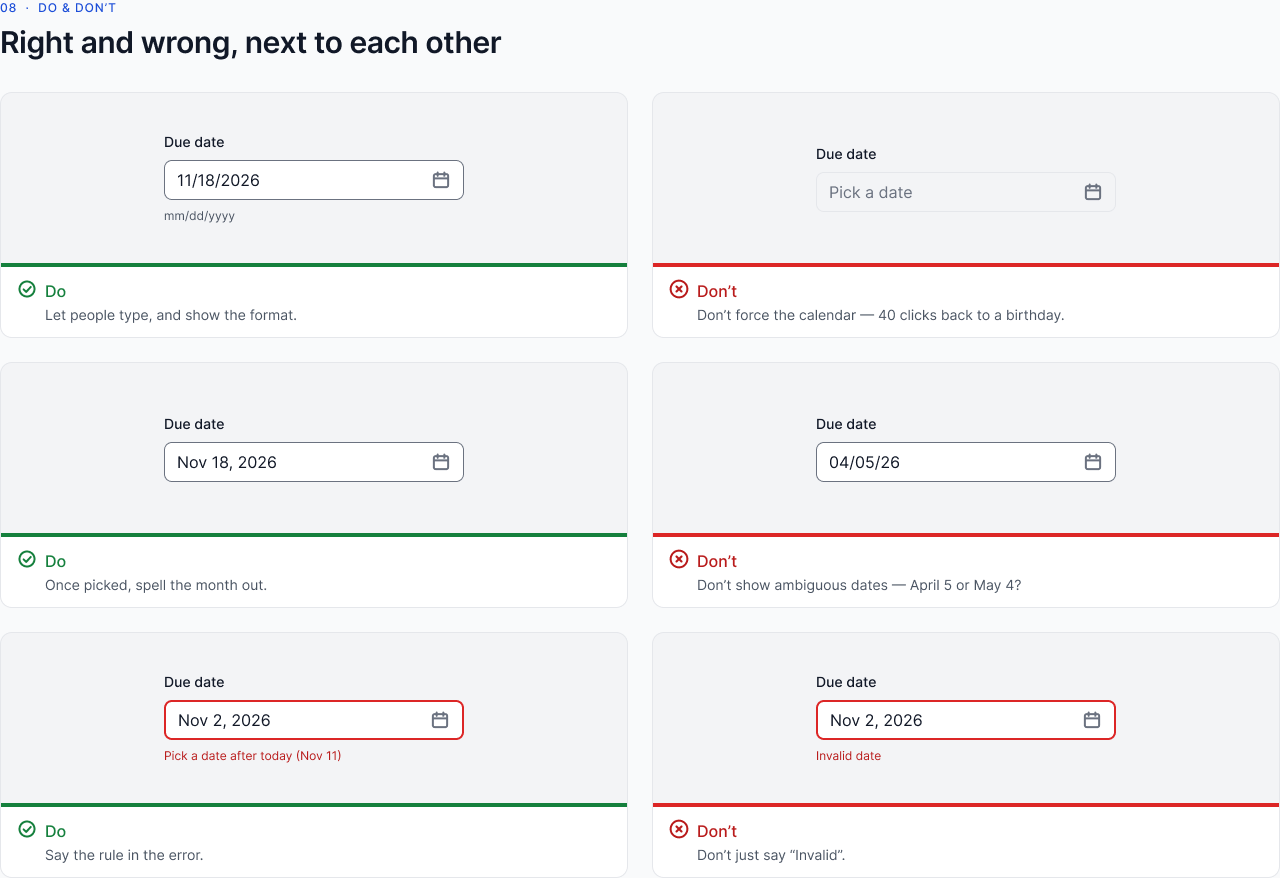 08 · DO & DON’T
Right and wrong, next to each other
Due date
11/18/2026
mm/dd/yyyy
Do
Let people type, and show the format.
Due date
Pick a date
Don’t
Don’t force the calendar — 40 clicks back to a birthday.
Due date
Nov 18, 2026
Do
Once picked, spell the month out.
Due date
04/05/26
Don’t
Don’t show ambiguous dates — April 5 or May 4?
Due date
Nov 2, 2026
Pick a date after today (Nov 11)
Do
Say the rule in the error.
Due date
Nov 2, 2026
Invalid date
Don’t
Don’t just say “Invalid”.